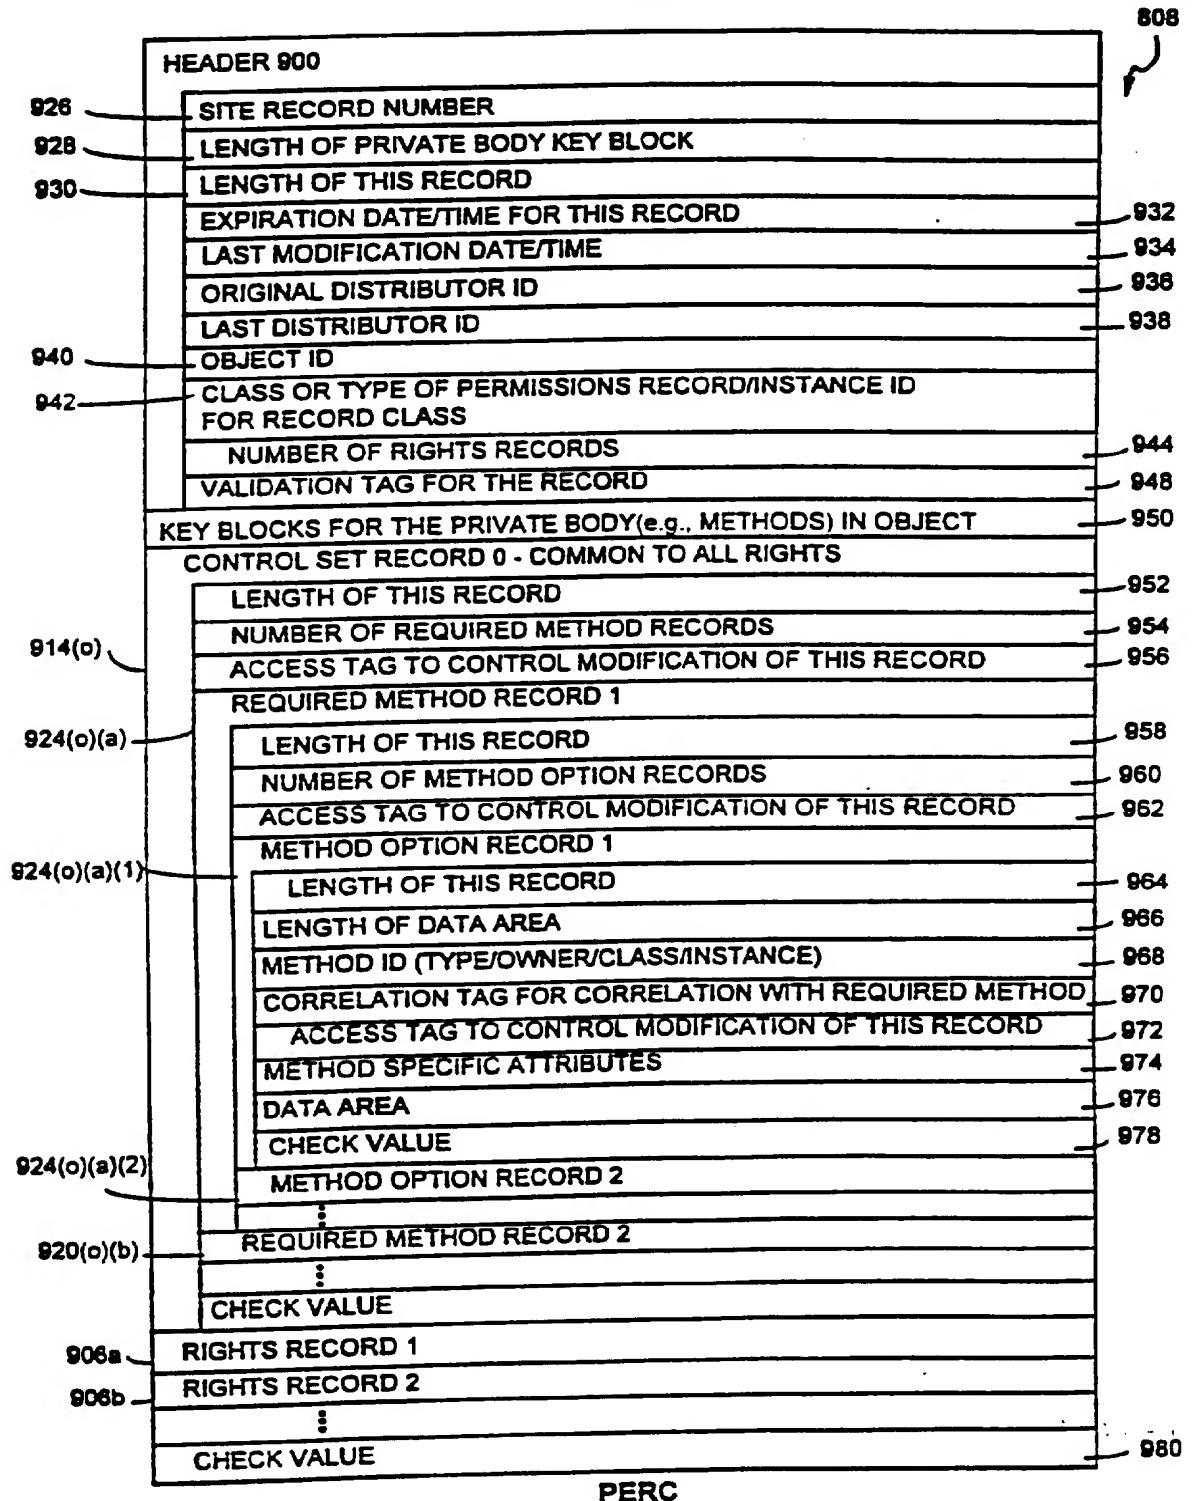 808
HEADER 900
926 SITE RECORD NUMBER
928 LENGTH OF PRIVATE BODY KEY BLOCK
930 LENGTH OF THIS RECORD
EXPIRATION DATE/TIME FOR THIS RECORD 932
LAST MODIFICATION DATE/TIME 934
ORIGINAL DISTRIBUTOR ID 936
LAST DISTRIBUTOR ID 938
940 OBJECT ID
942 CLASS OR TYPE OF PERMISSIONS RECORD/INSTANCE ID
FOR RECORD CLASS
NUMBER OF RIGHTS RECORDS 944
VALIDATION TAG FOR THE RECORD 948
KEY BLOCKS FOR THE PRIVATE BODY(e.g., METHODS) IN OBJECT 950
CONTROL SET RECORD 0 - COMMON TO ALL RIGHTS
LENGTH OF THIS RECORD 952
NUMBER OF REQUIRED METHOD RECORDS 954
914(o) ACCESS TAG TO CONTROL MODIFICATION OF THIS RECORD 956
REQUIRED METHOD RECORD 1
924(o)(a) LENGTH OF THIS RECORD 958
NUMBER OF METHOD OPTION RECORDS 960
ACCESS TAG TO CONTROL MODIFICATION OF THIS RECORD 962
METHOD OPTION RECORD 1
924(o)(a)(1) LENGTH OF THIS RECORD 964
LENGTH OF DATA AREA 966
METHOD ID (TYPE/OWNER/CLASS/INSTANCE) 968
CORRELATION TAG FOR CORRELATION WITH REQUIRED METHOD 970
ACCESS TAG TO CONTROL MODIFICATION OF THIS RECORD 972
METHOD SPECIFIC ATTRIBUTES 974
DATA AREA 976
CHECK VALUE 978
924(o)(a)(2) METHOD OPTION RECORD 2
920(o)(b) REQUIRED METHOD RECORD 2
CHECK VALUE
906a RIGHTS RECORD 1
906b RIGHTS RECORD 2
CHECK VALUE 980
PERC